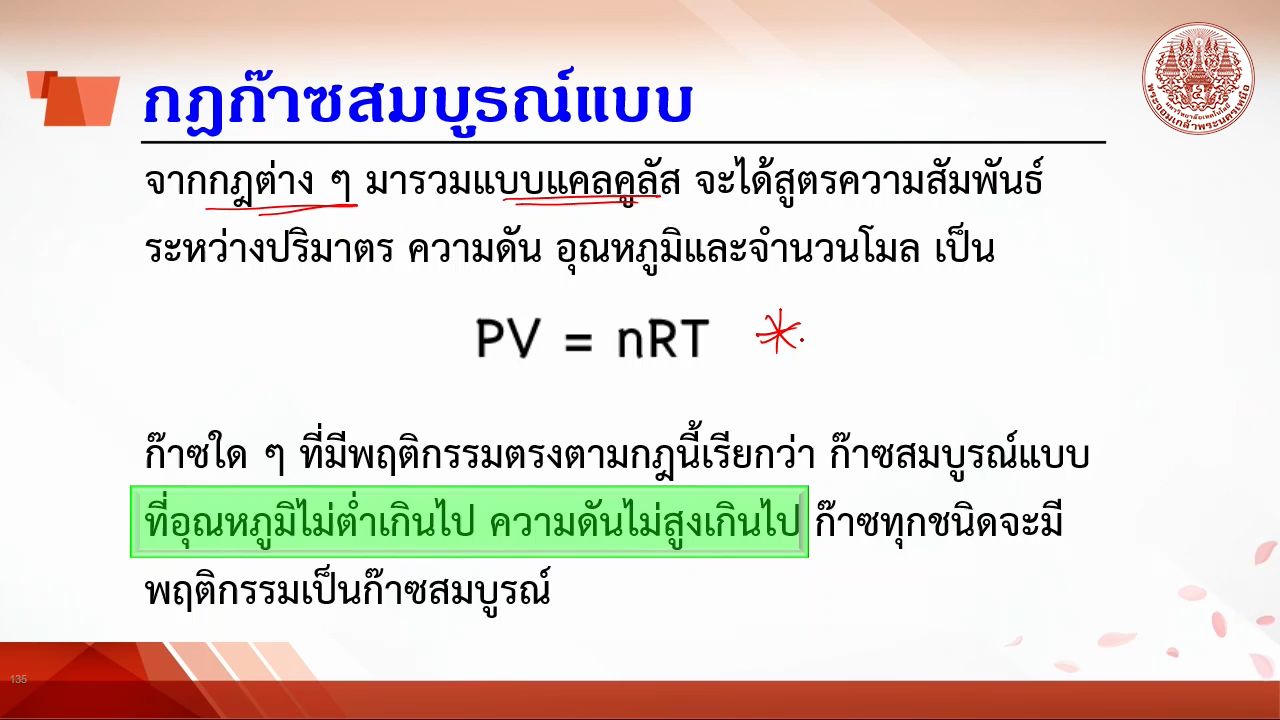 กฏก๊าซสมบูรณ์แบบ
จากกฎต่าง ๆ มารวมแบบแคลคูลัส จะได้สูตรความสัมพันธ์
ระหว่างปริมาตร ความดัน อุณหภูมิและจำนวนโมล เป็น
PV = nRT *
ก๊าซใด ๆ ที่มีพฤติกรรมตรงตามกฎนี้เรียกว่า ก๊าซสมบูรณ์แบบ
ที่อุณหภูมิไม่ต่ำเกินไป ความดันไม่สูงเกินไป ก๊าซทุกชนิดจะมี
พฤติกรรมเป็นก๊าซสมบูรณ์
135